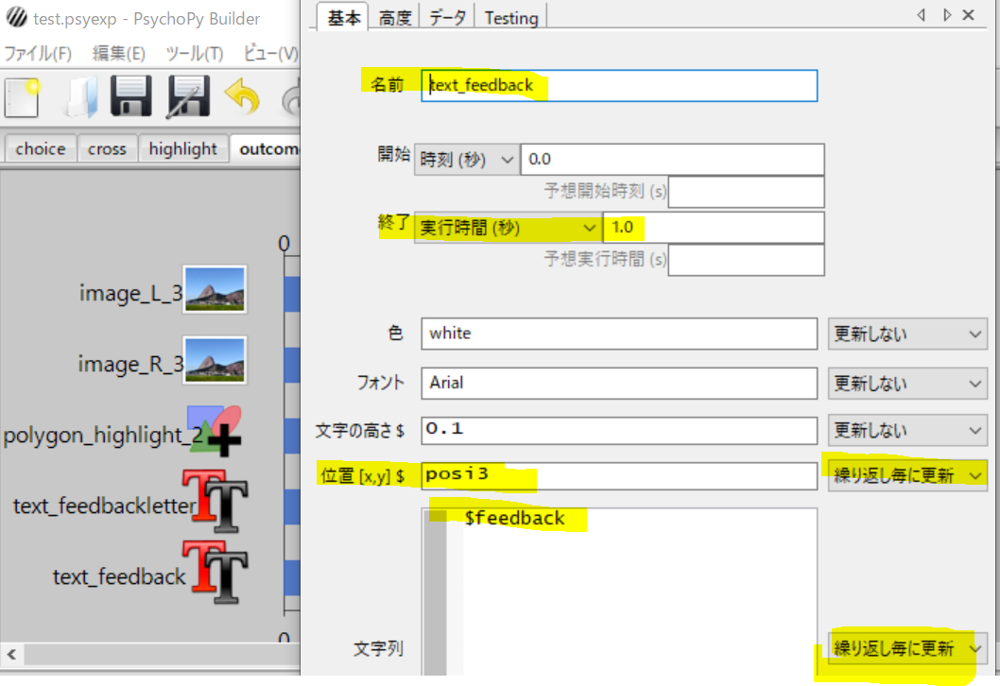 test.psyexp - PsychoPy Builder
ファイル(F) 編集(E) ツール(T) ビュー(V)
choice cross highlight outcome
0
image_L_3
image_R_3
polygon_highlight_2
text_feedbackletter
text_feedback
0
基本 高度 データ Testing
名前 text_feedback
開始 時刻 (秒) 0.0
予想開始時刻 (s)
終了 実行時間 (秒) 1.0
予想実行時間 (s)
色 white 更新しない
フォント Arial 更新しない
文字の高さ $ 0.1 更新しない
位置 [x,y] $ posi3 繰り返し毎に更新
$feedback
文字列 繰り返し毎に更新